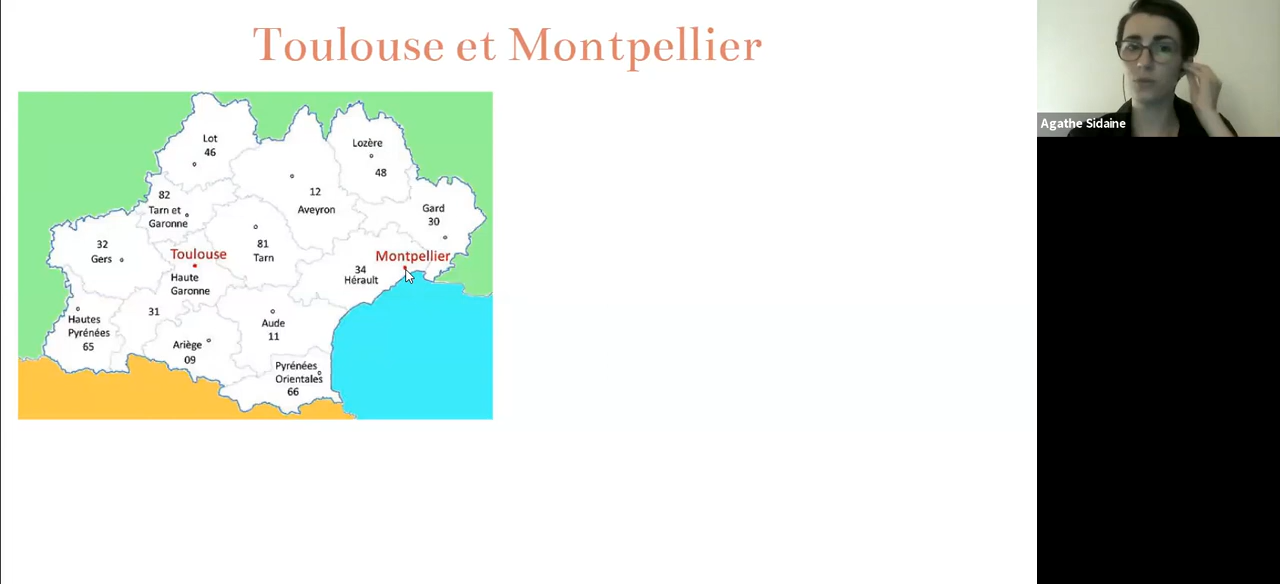 Toulouse et Montpellier
Agathe Sidaine
Lot
46
Lozère
48
12
Aveyron
82
Tarn et
Garonne
Gard
30
32
Gers
81
Tarn
Toulouse
Haute
Garonne
31
Montpellier
34
Hérault
Hautes
Pyrénées
65
Ariège
09
Aude
11
Pyrénées
Orientales
66